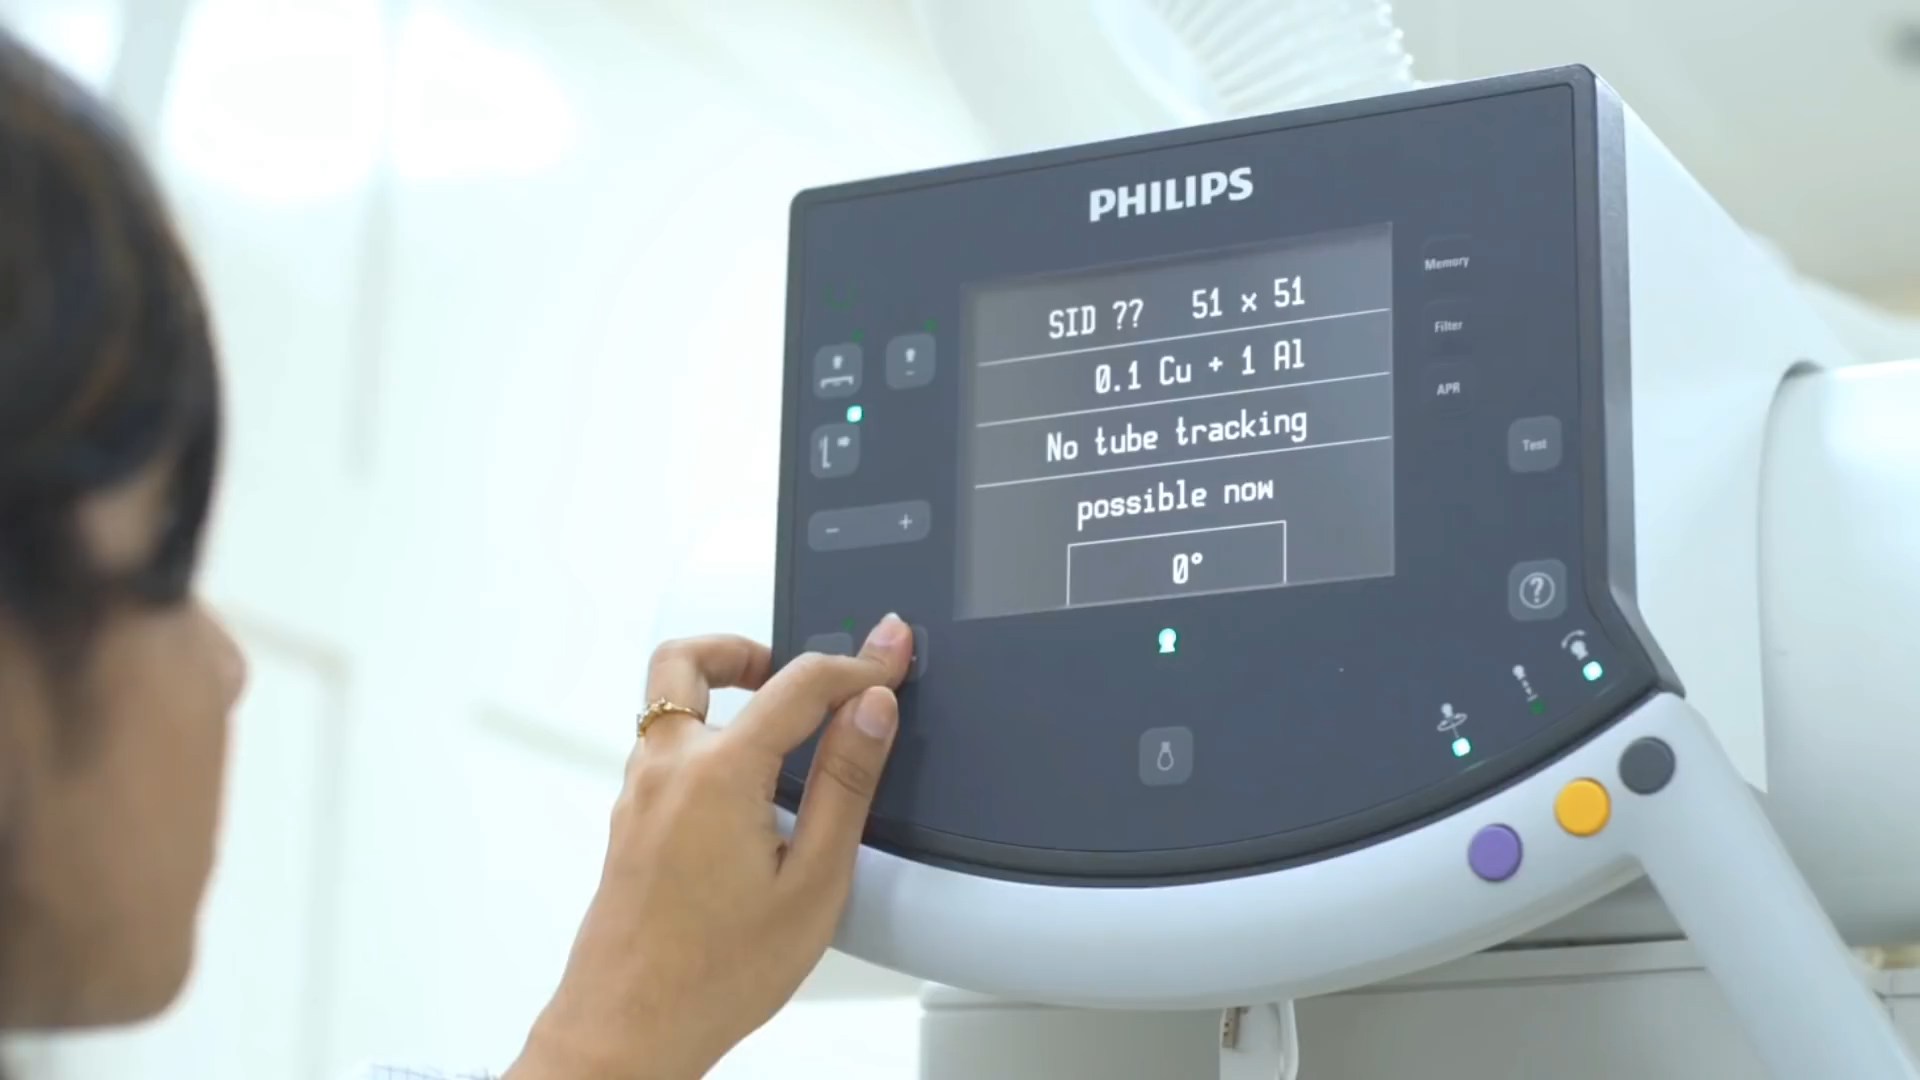 PHILIPS
Memory
SID ?? 51 x 51
Filter
0.1 Cu + 1 Al
APR
No tube tracking
Test
possible now
0°
- +
?